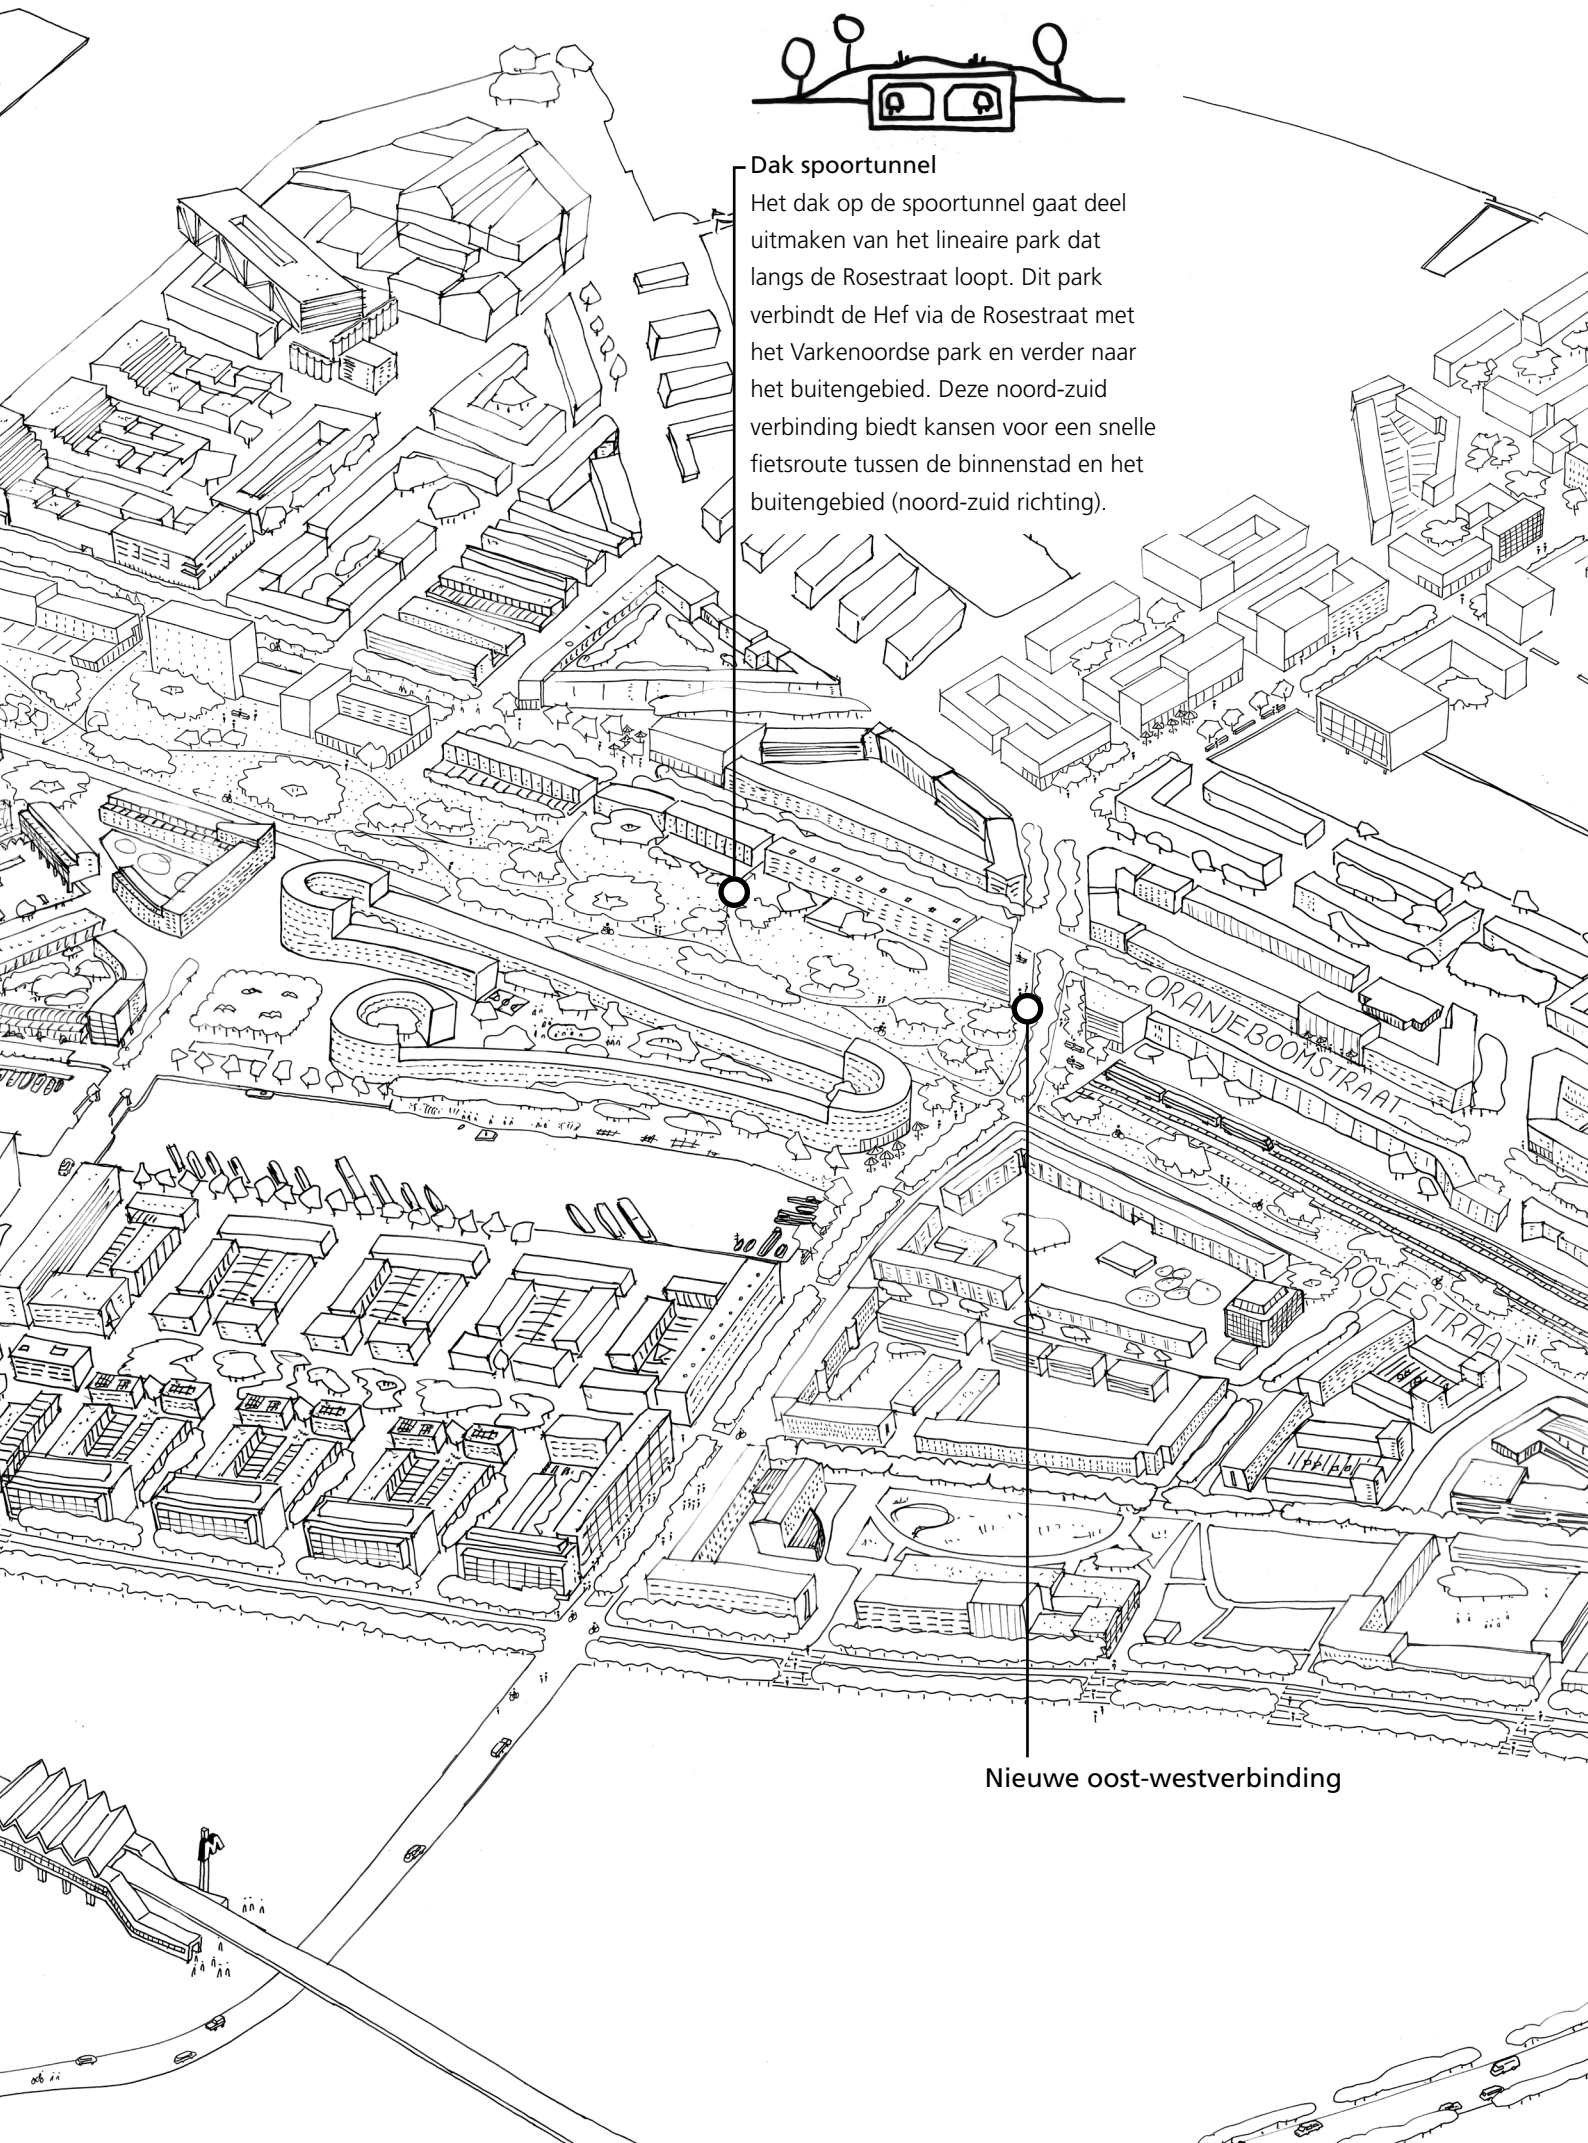 Dak spoortunnel
Het dak op de spoortunnel gaat deel
uitmaken van het lineaire park dat
langs de Rosestraat loopt. Dit park
verbindt de Hef via de Rosestraat met
het Varkenoordse park en verder naar
het buitengebied. Deze noord-zuid
verbinding biedt kansen voor een snelle
fietsroute tussen de binnenstad en het
buitengebied (noord-zuid richting).
ORANJEBOOMSTRAAT
ROSESTRAAT
Nieuwe oost-westverbinding